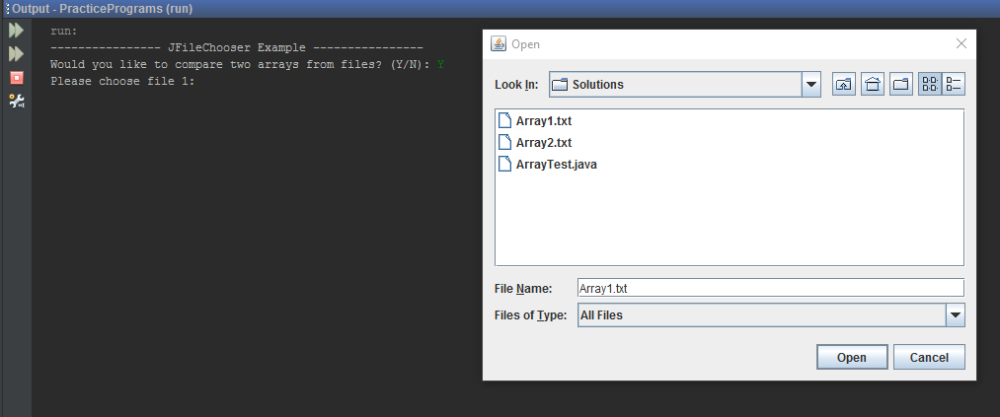 Output - PracticePrograms (run)
run:
---------------- JFileChooser Example ----------------
Would you like to compare two arrays from files? (Y/N): Y
Please choose file 1:
Open
Look In: Solutions
Array1.txt
Array2.txt
ArrayTest.java
File Name: Array1.txt
Files of Type: All Files
Open Cancel